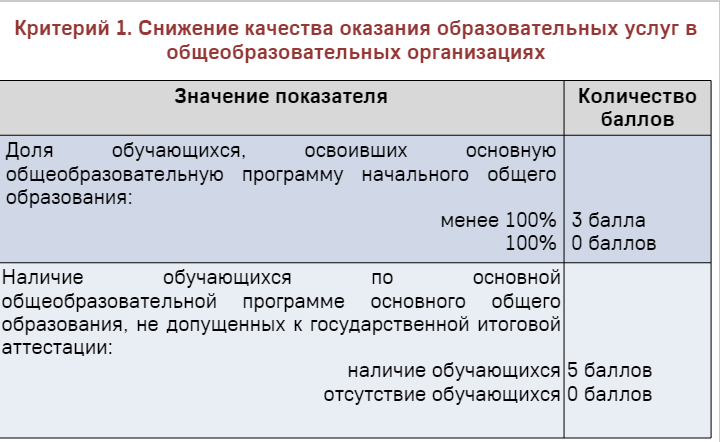 Критерий 1. Снижение качества оказания образовательных услуг в
общеобразовательных организациях
Значение показателя
Количество
баллов
Доля обучающихся, освоивших основную
общеобразовательную программу начального общего
образования:
менее 100% 3 балла
100% 0 баллов
Наличие обучающихся по основной
общеобразовательной программе основного общего
образования, не допущенных к государственной итоговой
аттестации:
наличие обучающихся 5 баллов
отсутствие обучающихся 0 баллов